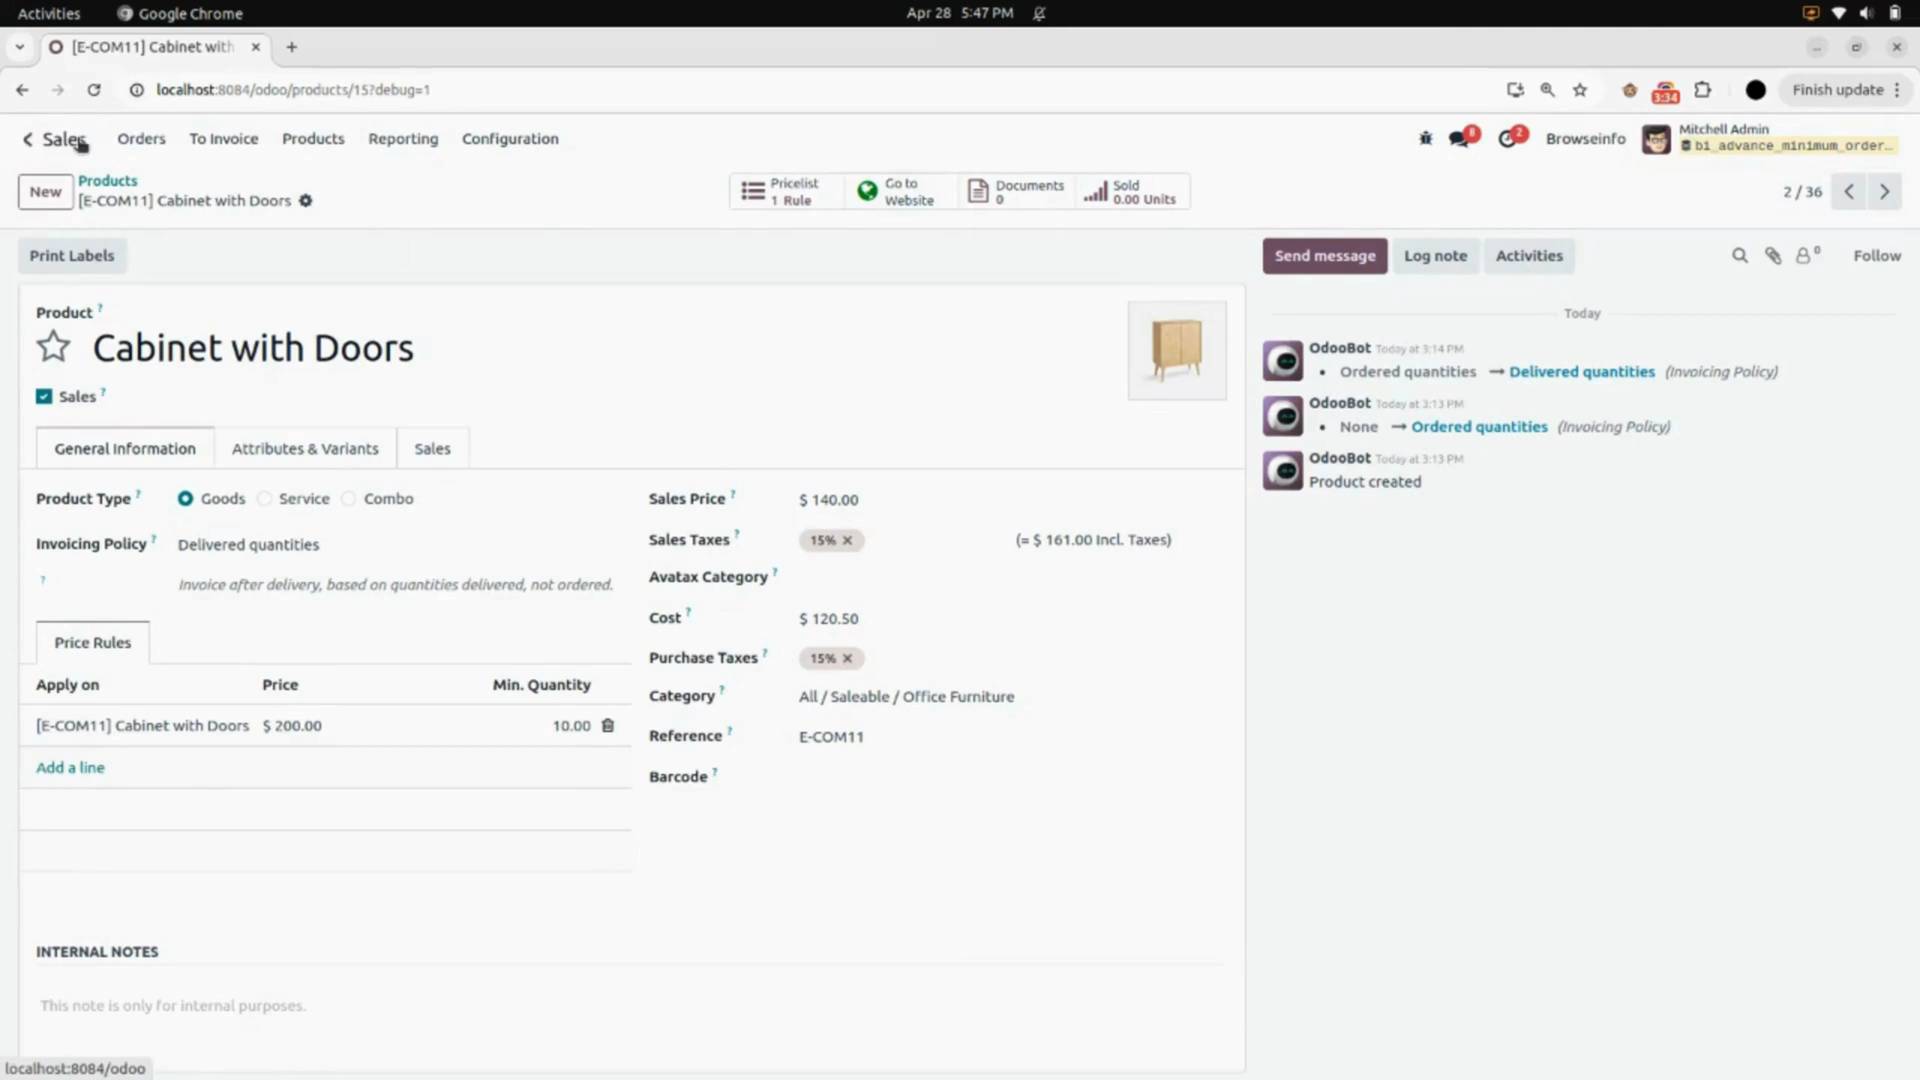 Activities Google Chrome Apr 28 5:47 PM
[E-COM11] Cabinet with
localhost:8084/odoo/products/15?debug=1 3:34 Finish update
Sales Orders To Invoice Products Reporting Configuration 8 2 Browseinfo Mitchell Admin
bi_advance_minimum_order...
New Products
[E-COM11] Cabinet with Doors
Pricelist
1 Rule
Go to
Website
Documents
0
Sold
0.00 Units
2 / 36
Print Labels
Send message Log note Activities 0 Follow
Product ?
Cabinet with Doors
Sales ?
General Information Attributes & Variants Sales
Product Type ? Goods Service Combo
Invoicing Policy ? Delivered quantities
? Invoice after delivery, based on quantities delivered, not ordered.
Price Rules
Apply on Price Min. Quantity
[E-COM11] Cabinet with Doors $ 200.00 10.00
Add a line
Sales Price ? $ 140.00
Sales Taxes ? 15% × (= $ 161.00 Incl. Taxes)
Avatax Category ?
Cost ? $ 120.50
Purchase Taxes ? 15% ×
Category ? All / Saleable / Office Furniture
Reference ? E-COM11
Barcode ?
INTERNAL NOTES
This note is only for internal purposes.
Today
OdooBot Today at 3:14 PM
• Ordered quantities → Delivered quantities (Invoicing Policy)
OdooBot Today at 3:13 PM
• None → Ordered quantities (Invoicing Policy)
OdooBot Today at 3:13 PM
Product created
localhost:8084/odoo